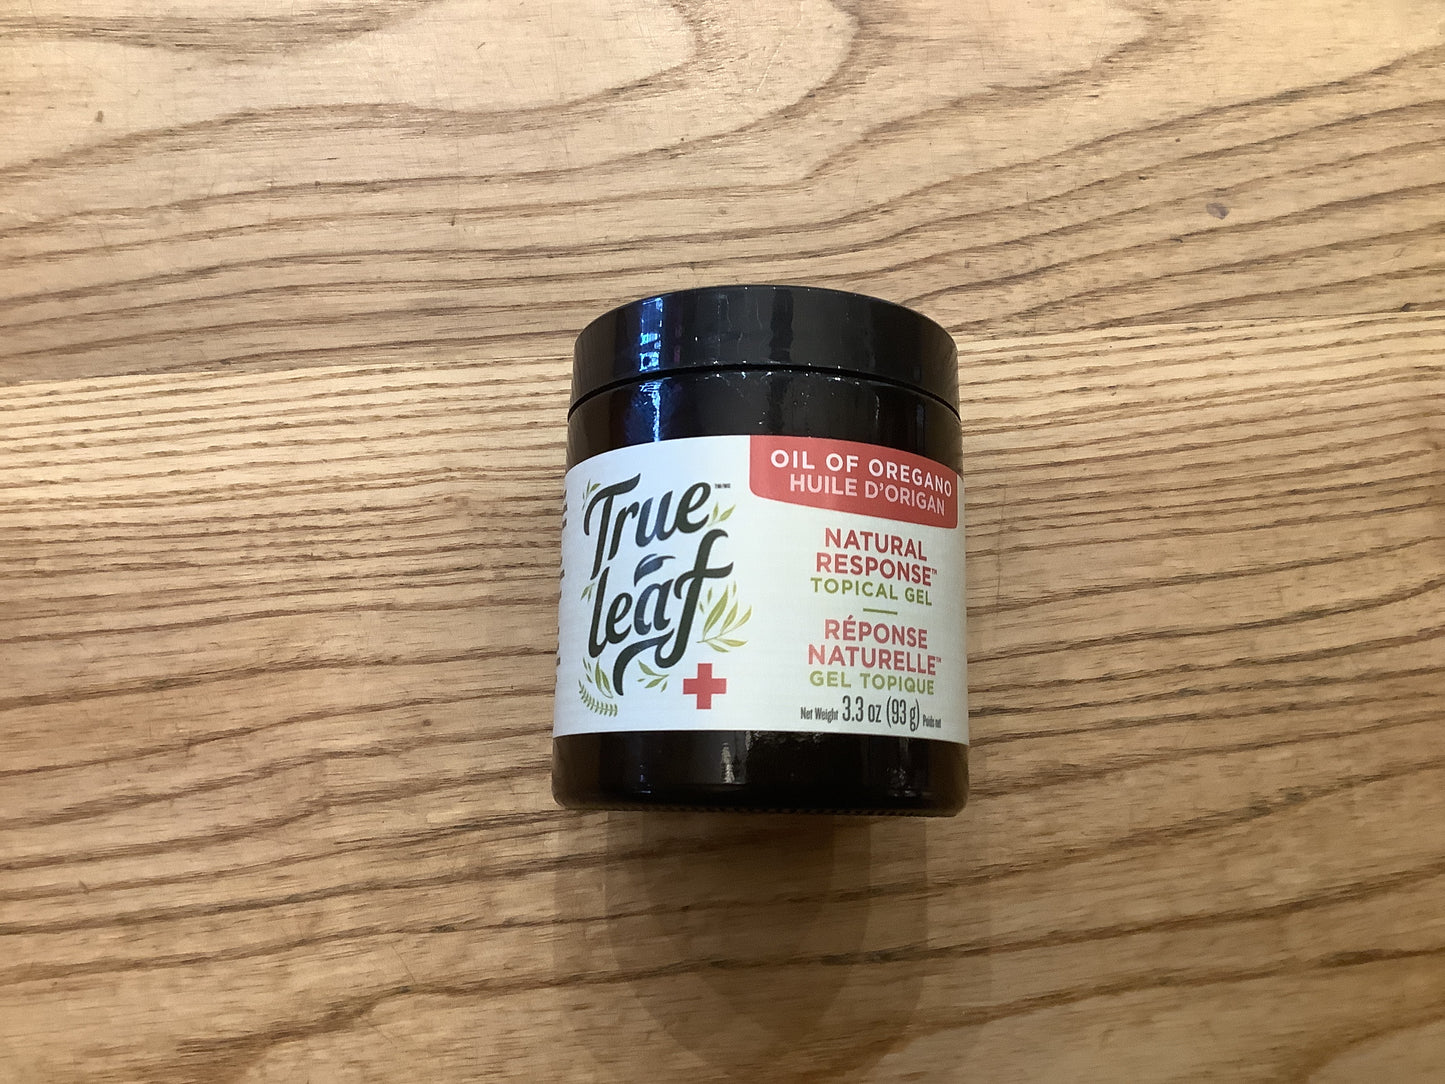 True
leaf
OIL OF OREGANO
HUILE D'ORIGAN
NATURAL
RESPONSE™
TOPICAL GEL
RÉPONSE
NATURELLE™
GEL TOPIQUE
Net Weight 3.3 oz (93 g) Poids net